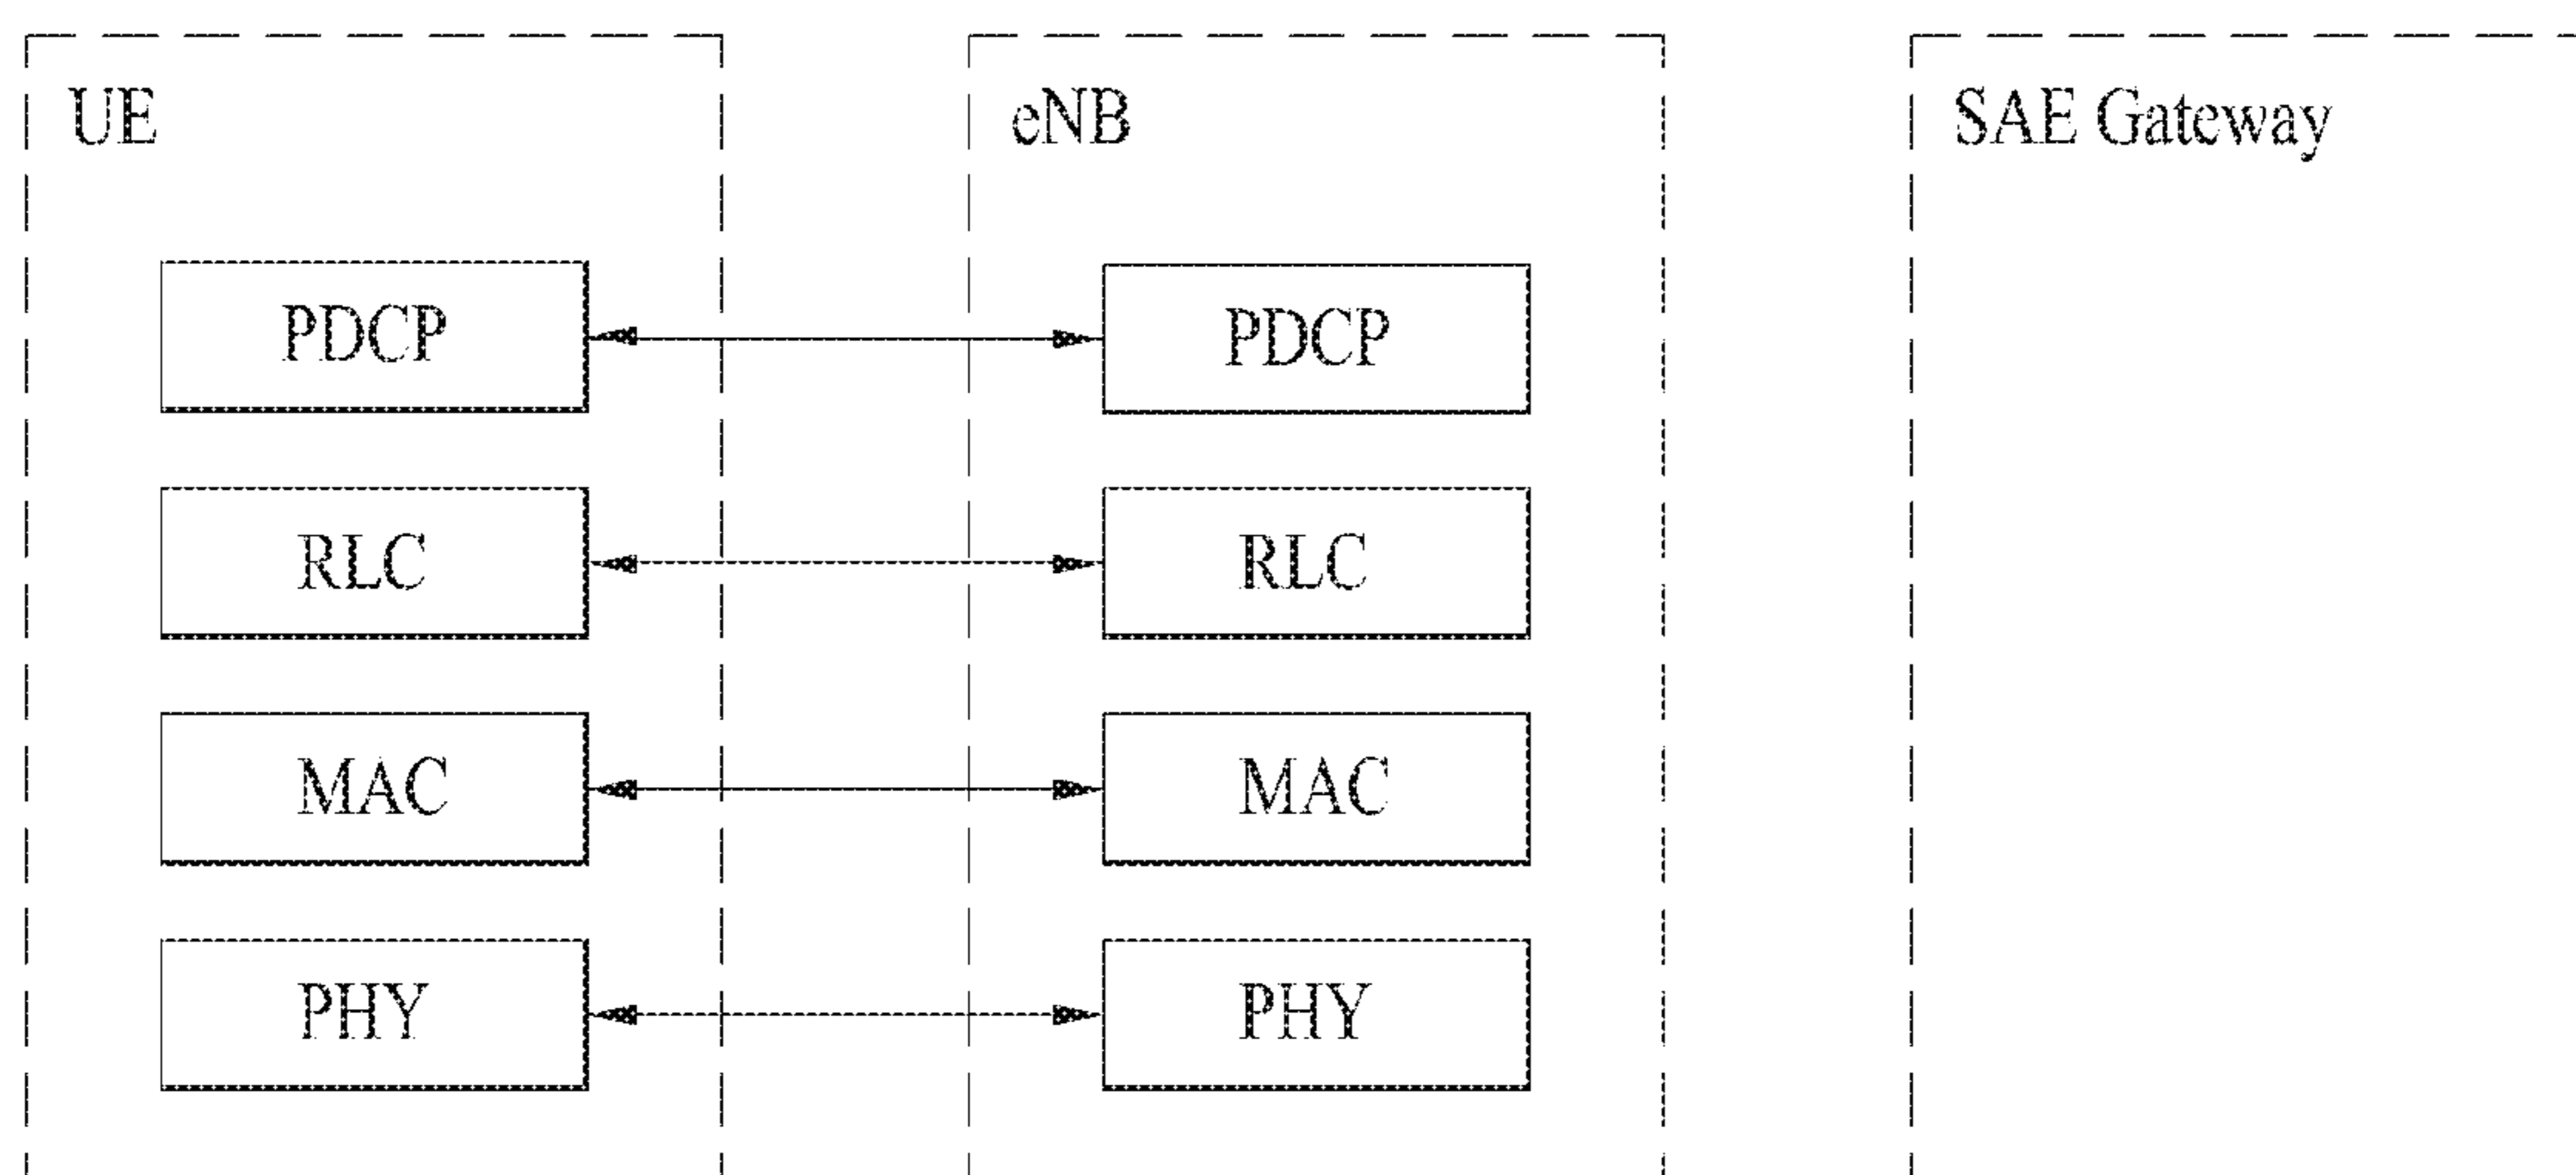 UE
eNB
SAE Gateway
PDCP
PDCP
RLC
RLC
MAC
MAC
PHY
PHY